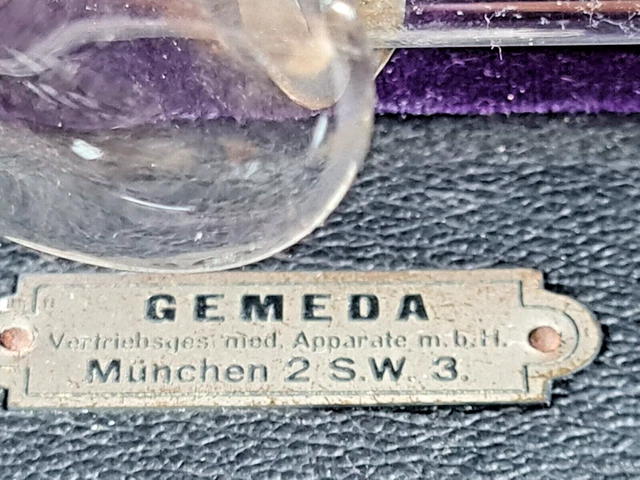 GEMEDA
Vertriebsges. med. Apparate m.b.H.
München 2 S.W. 3.